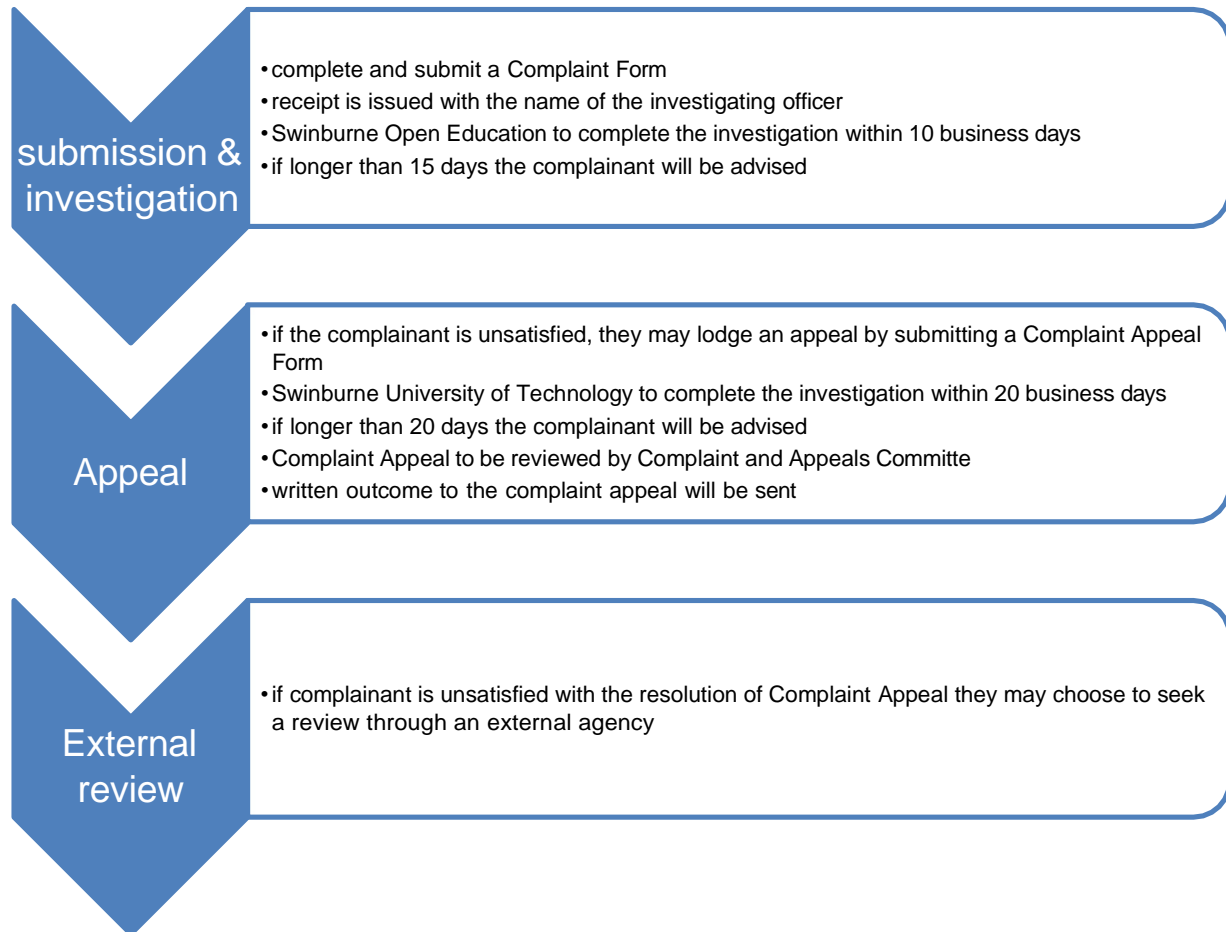 submission &
investigation
•complete and submit a Complaint Form
•receipt is issued with the name of the investigating officer
•Swinburne Open Education to complete the investigation within 10 business days
•if longer than 15 days the complainant will be advised
Appeal
•if the complainant is unsatisfied, they may lodge an appeal by submitting a Complaint Appeal
Form
•Swinburne University of Technology to complete the investigation within 20 business days
•if longer than 20 days the complainant will be advised
•Complaint Appeal to be reviewed by Complaint and Appeals Committe
•written outcome to the complaint appeal will be sent
External
review
•if complainant is unsatisfied with the resolution of Complaint Appeal they may choose to seek
a review through an external agency